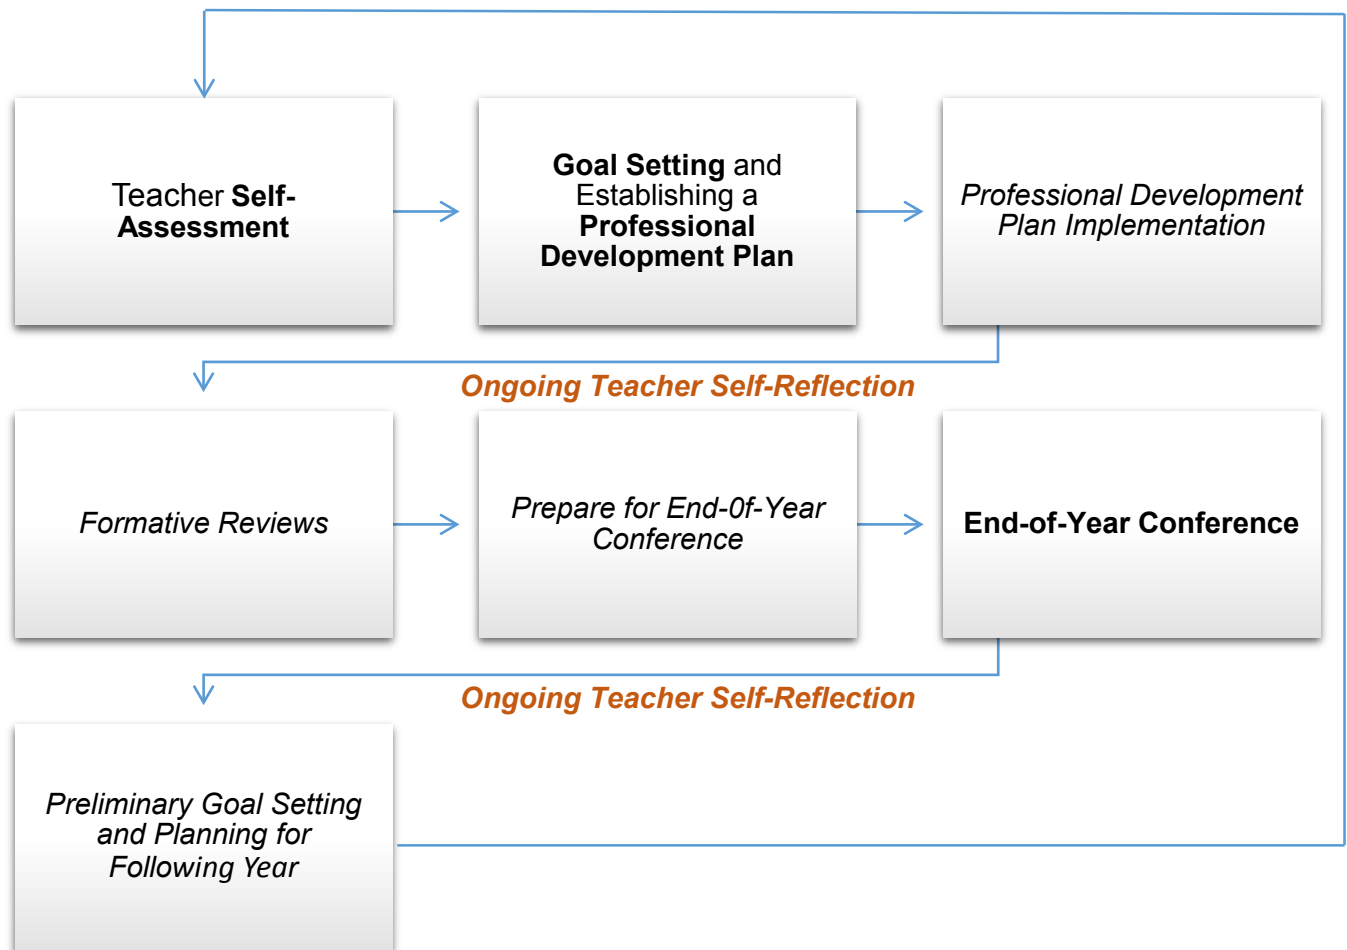 Teacher Self-
Assessment
Goal Setting and
Establishing a
Professional
Development Plan
Professional Development
Plan Implementation
Ongoing Teacher Self-Reflection
Formative Reviews
Prepare for End-0f-Year
Conference
End-of-Year Conference
Ongoing Teacher Self-Reflection
Preliminary Goal Setting
and Planning for
Following Year